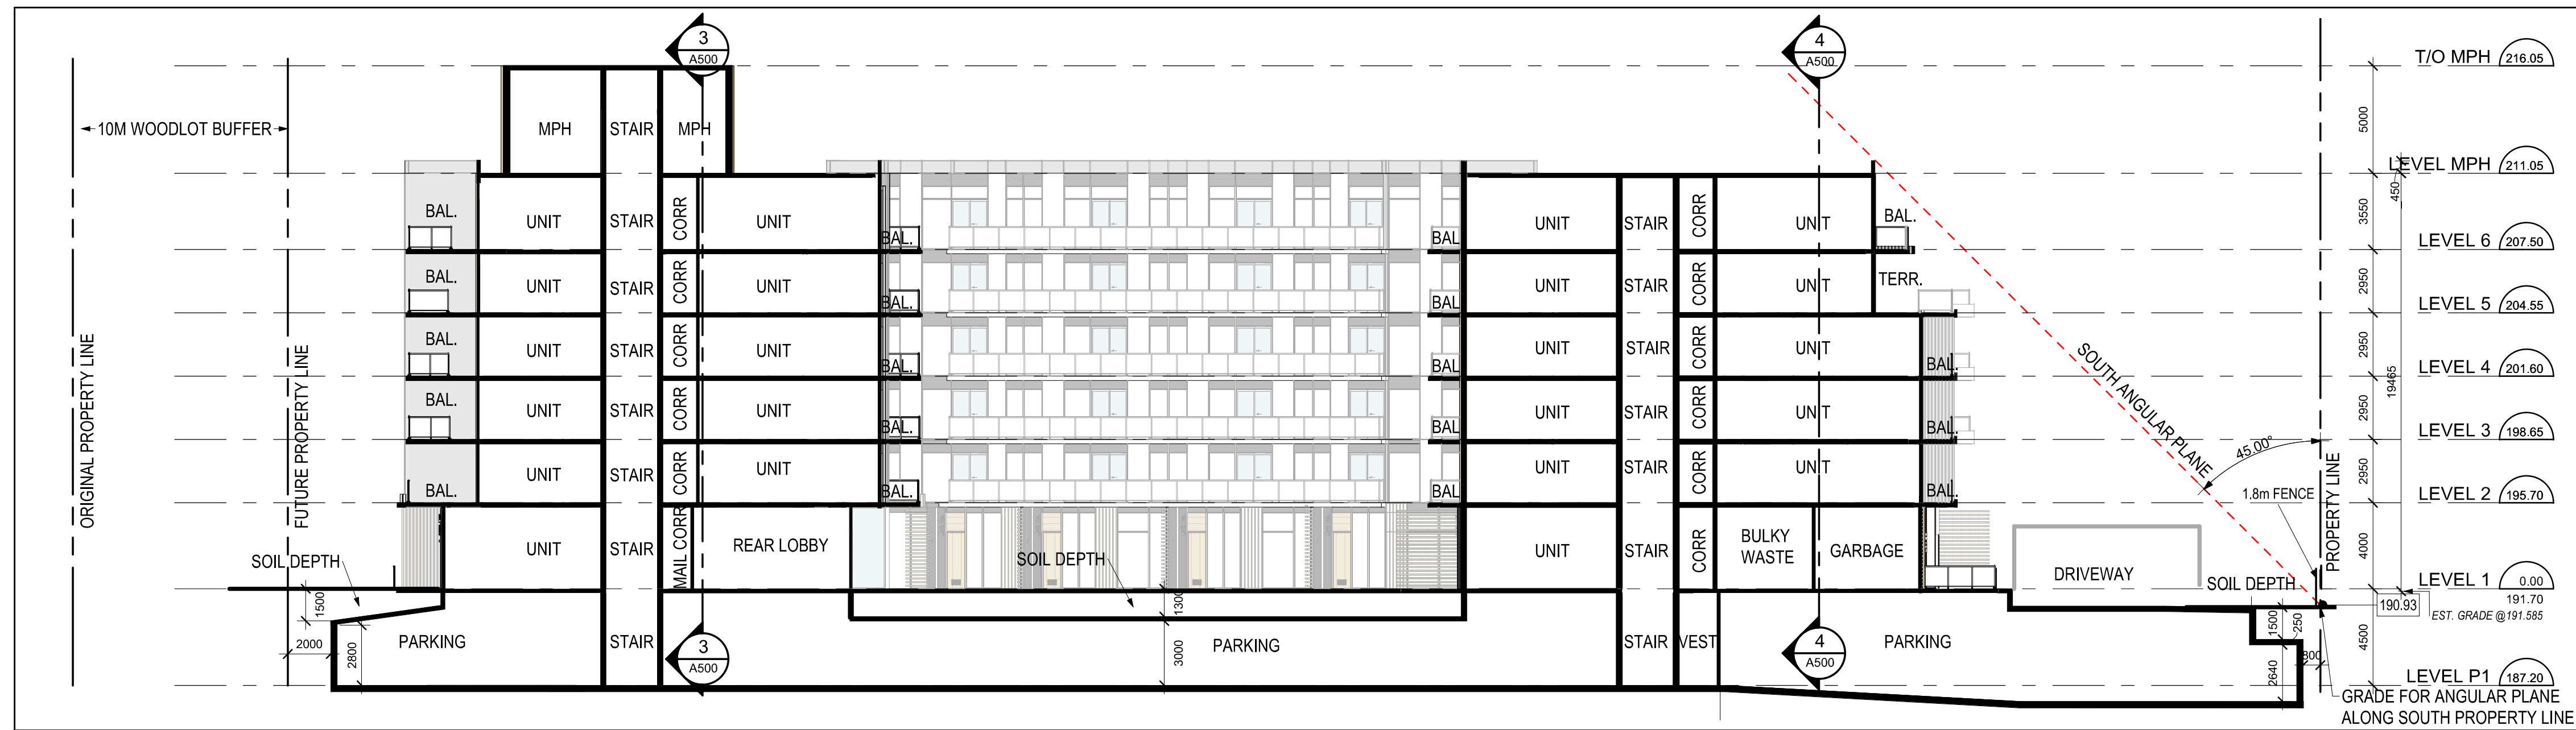 3
A500
4
A500
T/O MPH 216.05
10M WOODLOT BUFFER
MPH STAIR MPH
5000
LEVEL MPH 211.05
450
BAL. UNIT STAIR CORR UNIT BAL. BAL UNIT STAIR CORR UNIT BAL.
3550
LEVEL 6 207.50
BAL. UNIT STAIR CORR UNIT BAL. BAL UNIT STAIR CORR UNIT TERR.
2950
LEVEL 5 204.55
BAL. UNIT STAIR CORR UNIT BAL. BAL UNIT STAIR CORR UNIT BAL.
2950
19465
LEVEL 4 201.60
BAL. UNIT STAIR CORR UNIT BAL. BAL UNIT STAIR CORR UNIT BAL.
2950
LEVEL 3 198.65
BAL. UNIT STAIR CORR UNIT BAL. BAL UNIT STAIR CORR UNIT BAL.
2950
LEVEL 2 195.70
ORIGINAL PROPERTY LINE
FUTURE PROPERTY LINE
SOUTH ANGULAR PLANE
45.00°
1.8m FENCE
PROPERTY LINE
UNIT STAIR MAIL CORR REAR LOBBY UNIT STAIR CORR BULKY
WASTE
GARBAGE
DRIVEWAY
4000
SOIL DEPTH
SOIL DEPTH
SOIL DEPTH
LEVEL 1 0.00
191.70
190.93
EST. GRADE @191.585
1500
1300
1500
250
4500
PARKING STAIR PARKING STAIR VEST PARKING
2000
2800
3000
800
2640
3
A500
4
A500
LEVEL P1 187.20
GRADE FOR ANGULAR PLANE
ALONG SOUTH PROPERTY LINE